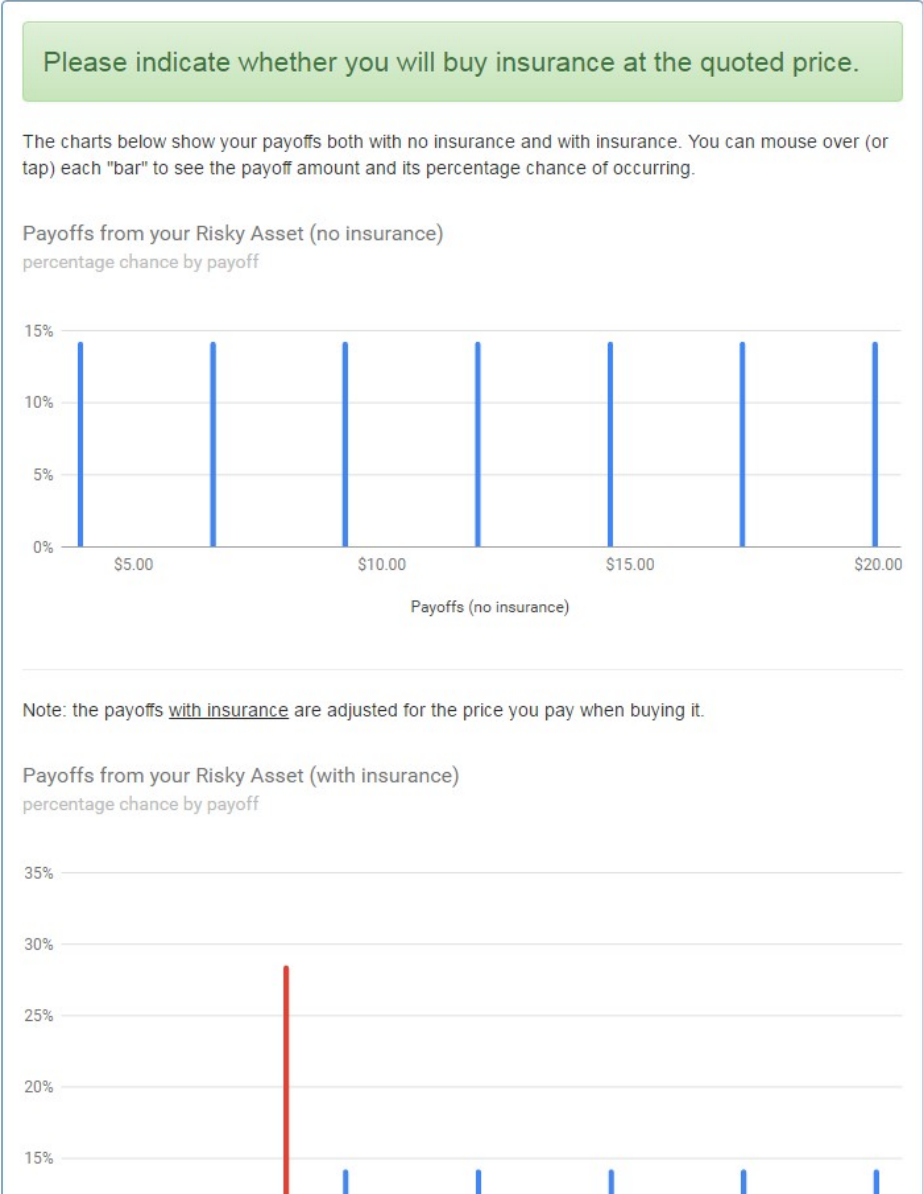 Please indicate whether you will buy insurance at the quoted price.
The charts below show your payoffs both with no insurance and with insurance. You can mouse over (or
tap) each "bar" to see the payoff amount and its percentage chance of occurring.
Payoffs from your Risky Asset (no insurance)
percentage chance by payoff
15%
10%
5%
0%
$5.00 $10.00 $15.00 $20.00
Payoffs (no insurance)
Note: the payoffs with insurance are adjusted for the price you pay when buying it.
Payoffs from your Risky Asset (with insurance)
percentage chance by payoff
35%
30%
25%
20%
15%